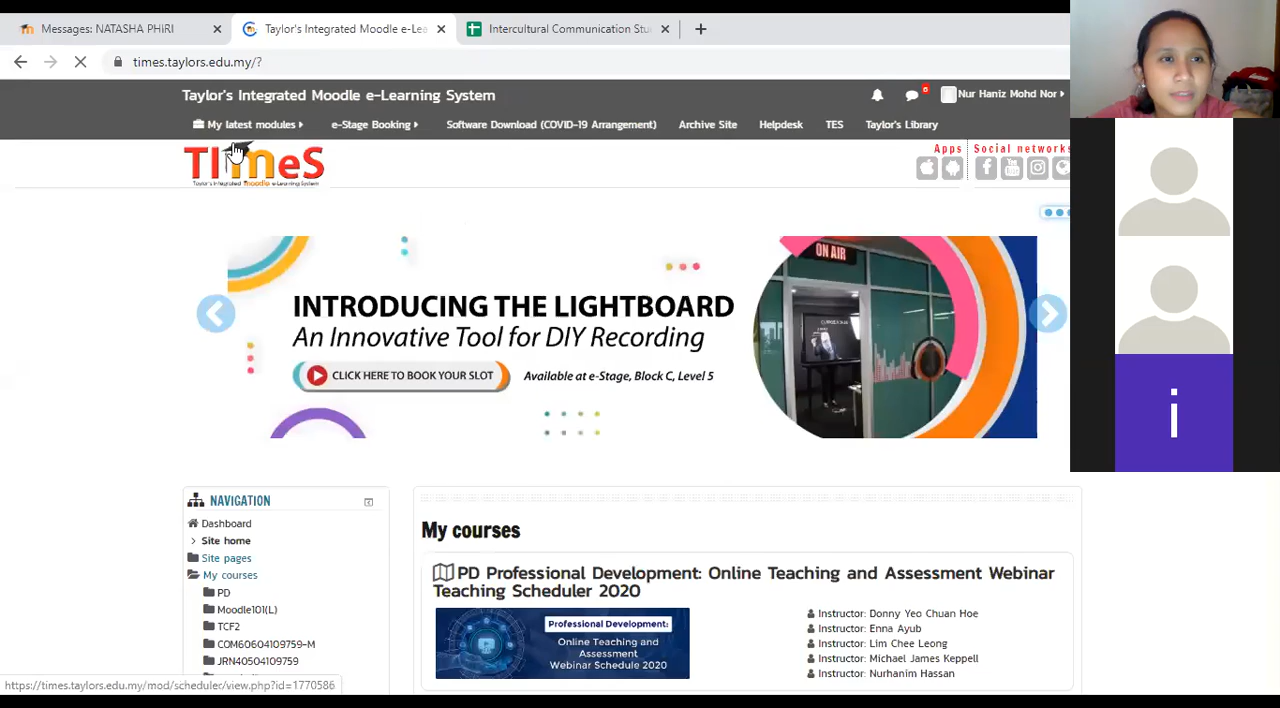 Messages: NATASHA PHIRI
Taylor's Integrated Moodle e-Lea
Intercultural Communication Stu
times.taylors.edu.my/?
Taylor's Integrated Moodle e-Learning System
6
Nur Haniz Mohd Nor
My latest modules
e-Stage Booking
Software Download (COVID-19 Arrangement)
Archive Site
Helpdesk
TES
Taylor's Library
TImeS
Taylor's Integrated moodle e-Learning System
Apps
Social networks
ON AIR
INTRODUCING THE LIGHTBOARD
An Innovative Tool for DIY Recording
CLICK HERE TO BOOK YOUR SLOT
Available at e-Stage, Block C, Level 5
i
NAVIGATION
Dashboard
Site home
Site pages
My courses
PD
Moodle101(L)
TCF2
COM60604109759-M
JRN40504109759
My courses
PD Professional Development: Online Teaching and Assessment Webinar
Teaching Scheduler 2020
Professional Development:
Online Teaching and
Assessment
Webinar Schedule 2020
Instructor: Donny Yeo Chuan Hoe
Instructor: Enna Ayub
Instructor: Lim Chee Leong
Instructor: Michael James Keppell
Instructor: Nurhanim Hassan
https://times.taylors.edu.my/mod/scheduler/view.php?id=1770586